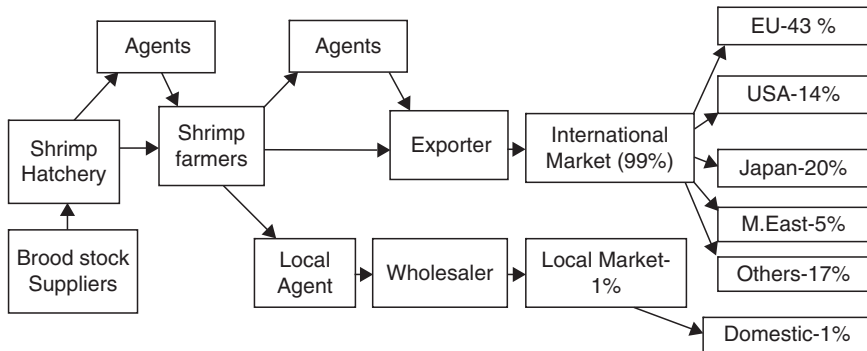 Agents
Agents
EU-43 %
USA-14%
Shrimp
Hatchery
Shrimp
farmers
Exporter
International
Market (99%)
Japan-20%
M.East-5%
Brood stock
Suppliers
Local
Agent
Wholesaler
Local Market-
1%
Others-17%
Domestic-1%